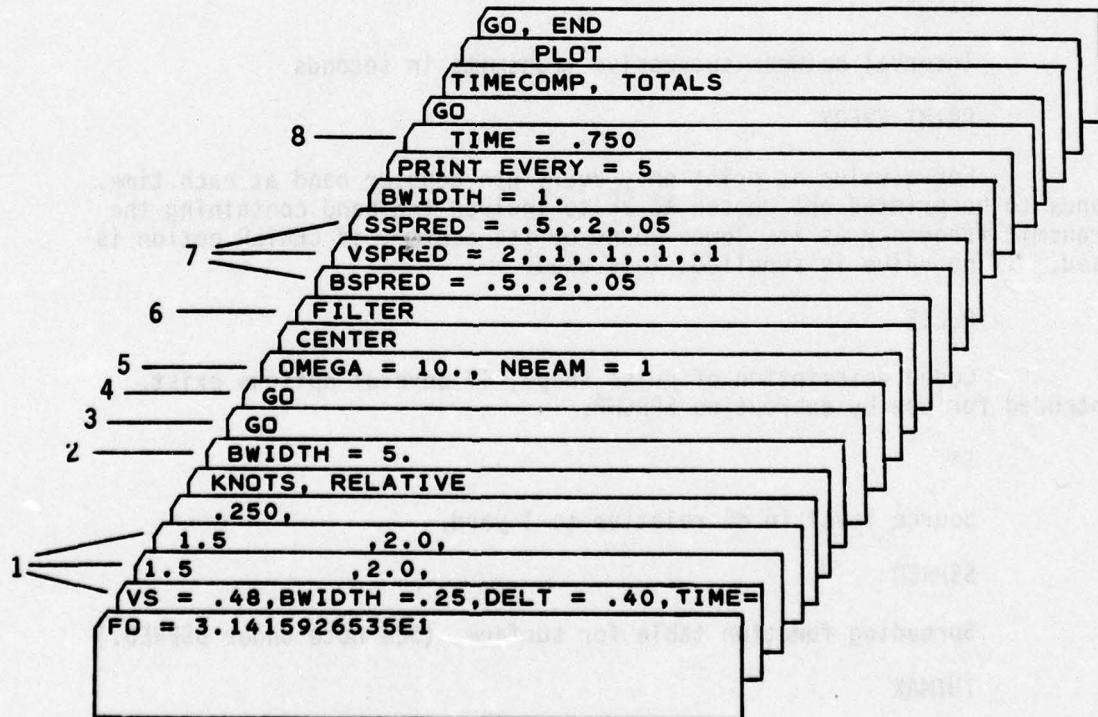 GO, END
PLOT
TIMECOMP, TOTALS
GO
8 TIME = .750
PRINT EVERY = 5
BWIDTH
SSPRED = .5,.2,.05
7 VSPRED = 2,.5,.1,1,1,.5
BSPRED = .5,.2,.05
6 FILTER
CENTER
5 OMEGA = 10., NBEAM = 1
4 GO
3 GO
2 BWIDTH = 5.
KNOTS, RELATIVE
.250,
1.5 ,2.0,
1 1.5 ,2.0,
VS = .48,BWIDTH =.25,DELT = .40,TIME=
FO = 3.1415926535E